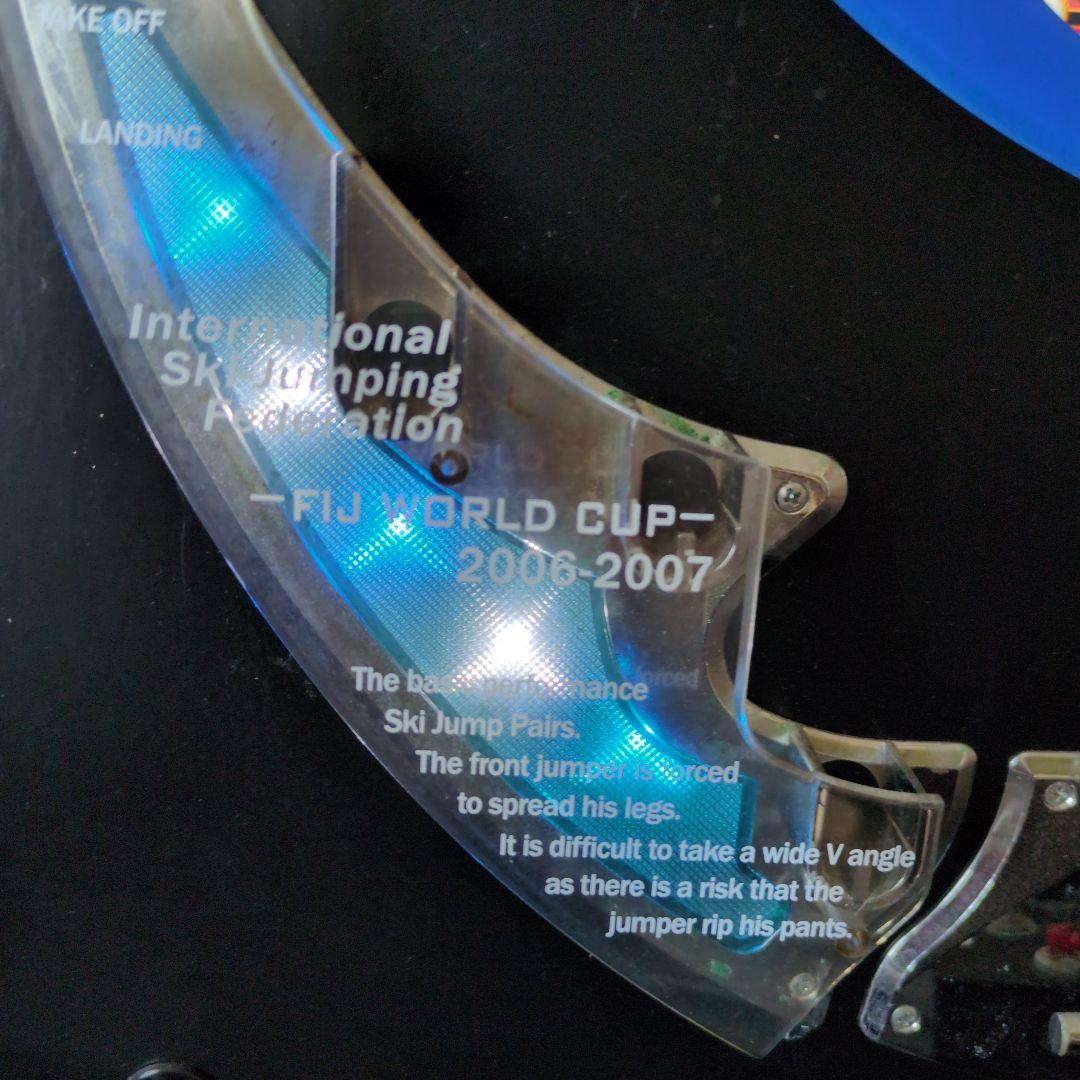 TAKE OFF
LANDING
International
Ski Jumping
Federation
-FIJ WORLD CUP-
2006-2007
The basic performance
Ski Jump Pairs.
The front jumper is forced
to spread his legs.
It is difficult to take a wide V angle
as there is a risk that the
jumper rip his pants.